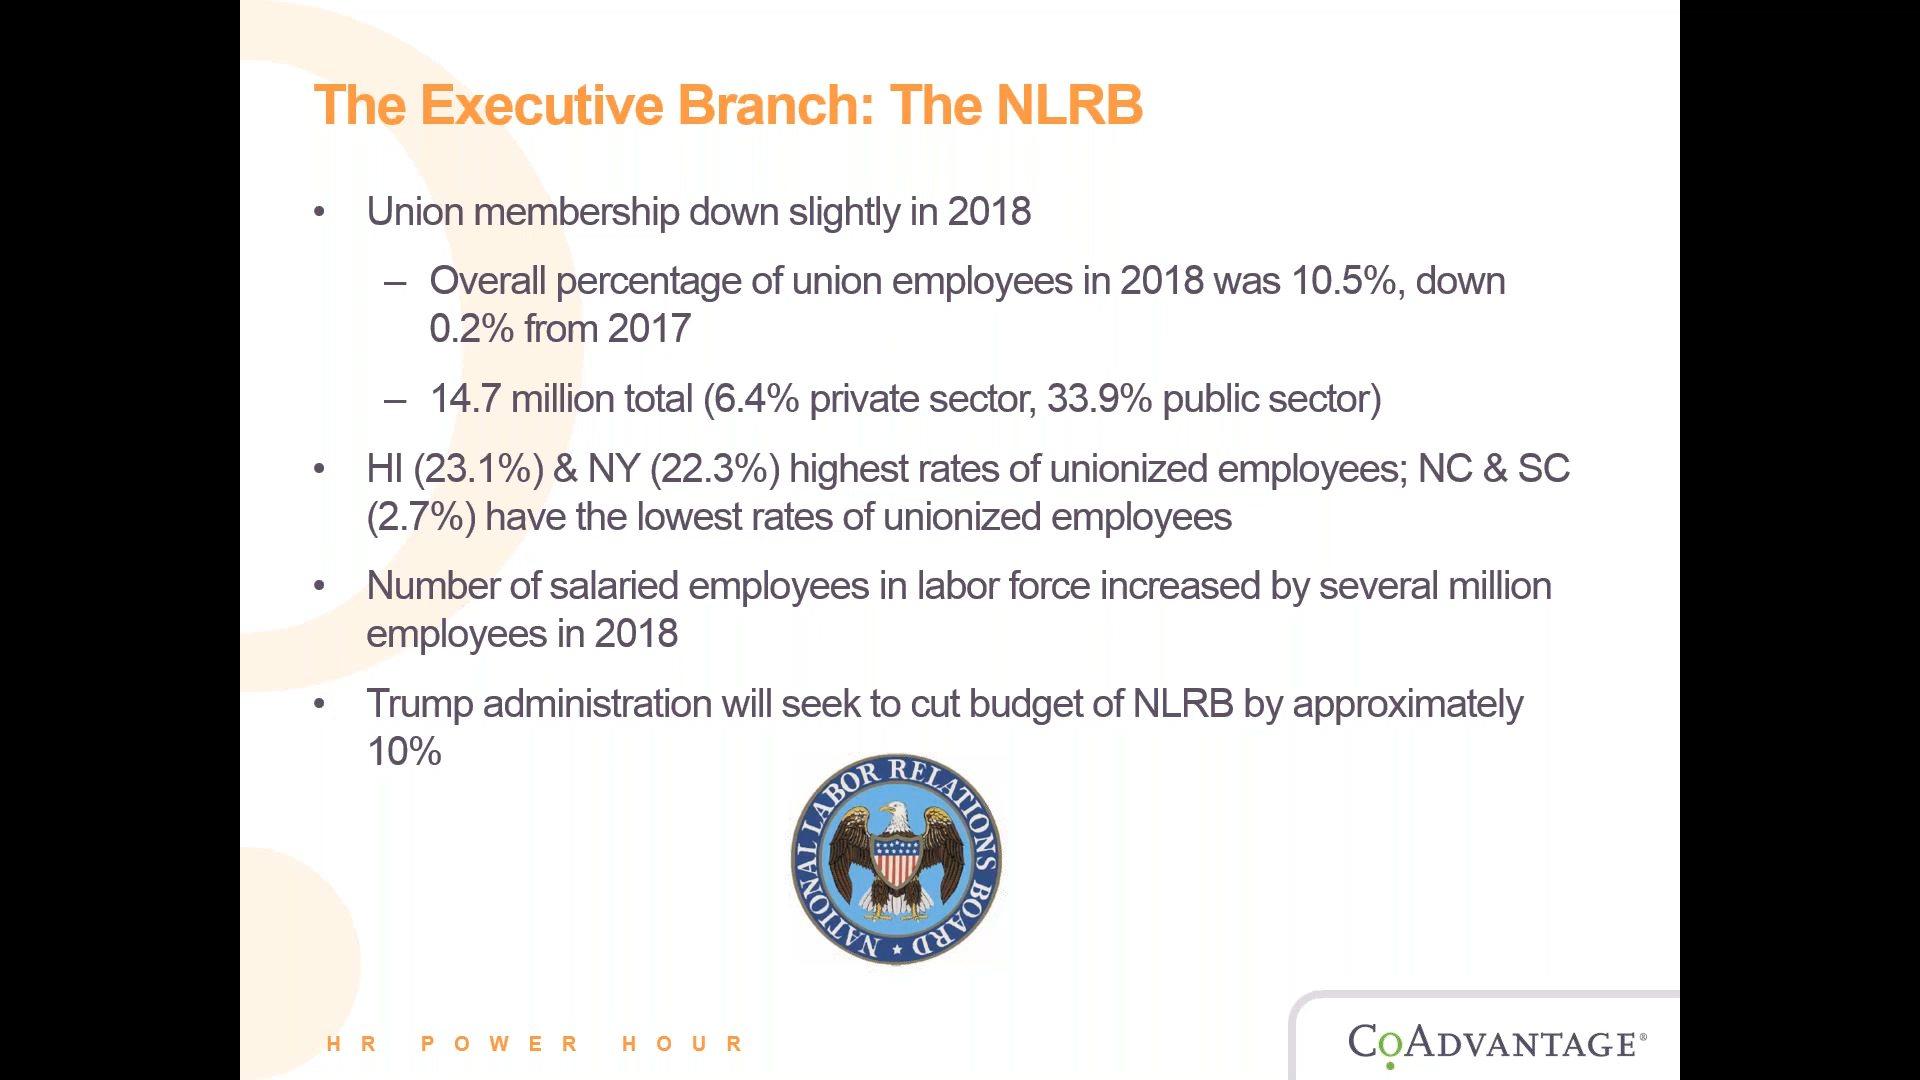 The Executive Branch: The NLRB
• Union membership down slightly in 2018
– Overall percentage of union employees in 2018 was 10.5%, down
0.2% from 2017
– 14.7 million total (6.4% private sector, 33.9% public sector)
• HI (23.1%) & NY (22.3%) highest rates of unionized employees; NC & SC
(2.7%) have the lowest rates of unionized employees
• Number of salaried employees in labor force increased by several million
employees in 2018
• Trump administration will seek to cut budget of NLRB by approximately
10%
NATIONAL LABOR RELATIONS BOARD
HR POWER HOUR
CoAdvantage®